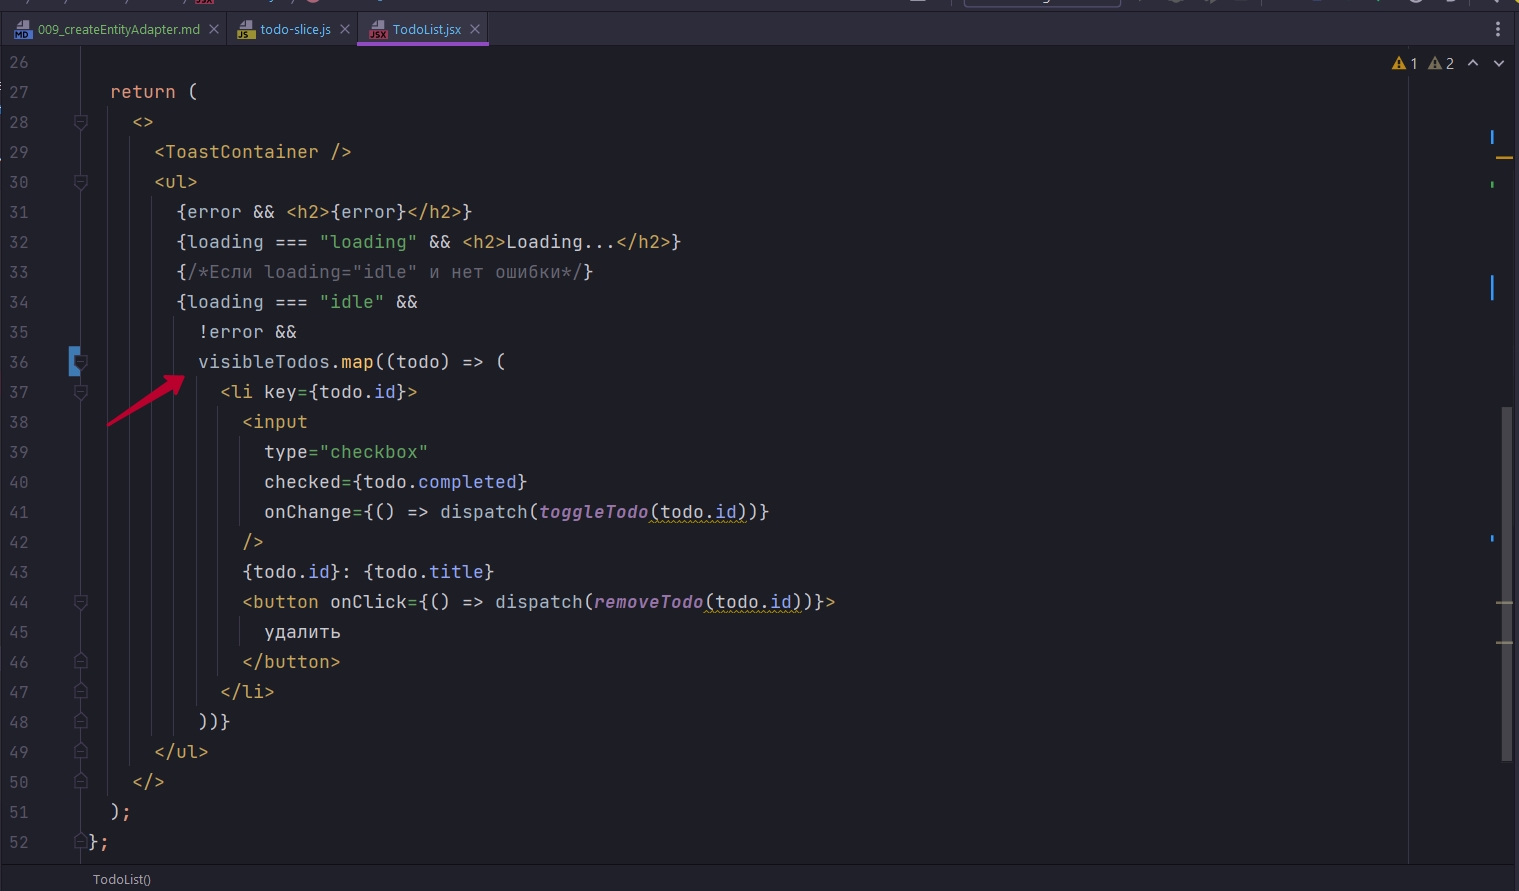 009_createEntityAdapter.md
todo-slice.js
TodoList.jsx
1 2
26
27 return (
28 <>
29 <ToastContainer />
30 <ul>
31 {error && <h2>{error}</h2>}
32 {loading === "loading" && <h2>Loading...</h2>}
33 {/*Если loading="idle" и нет ошибки*/}
34 {loading === "idle" &&
35 !error &&
36 visibleTodos.map((todo) => (
37 <li key={todo.id}>
38 <input
39 type="checkbox"
40 checked={todo.completed}
41 onChange={() => dispatch(toggleTodo(todo.id))}
42 />
43 {todo.id}: {todo.title}
44 <button onClick={() => dispatch(removeTodo(todo.id))}>
45 удалить
46 </button>
47 </li>
48 ))}
49 </ul>
50 </>
51 );
52 };
TodoList()